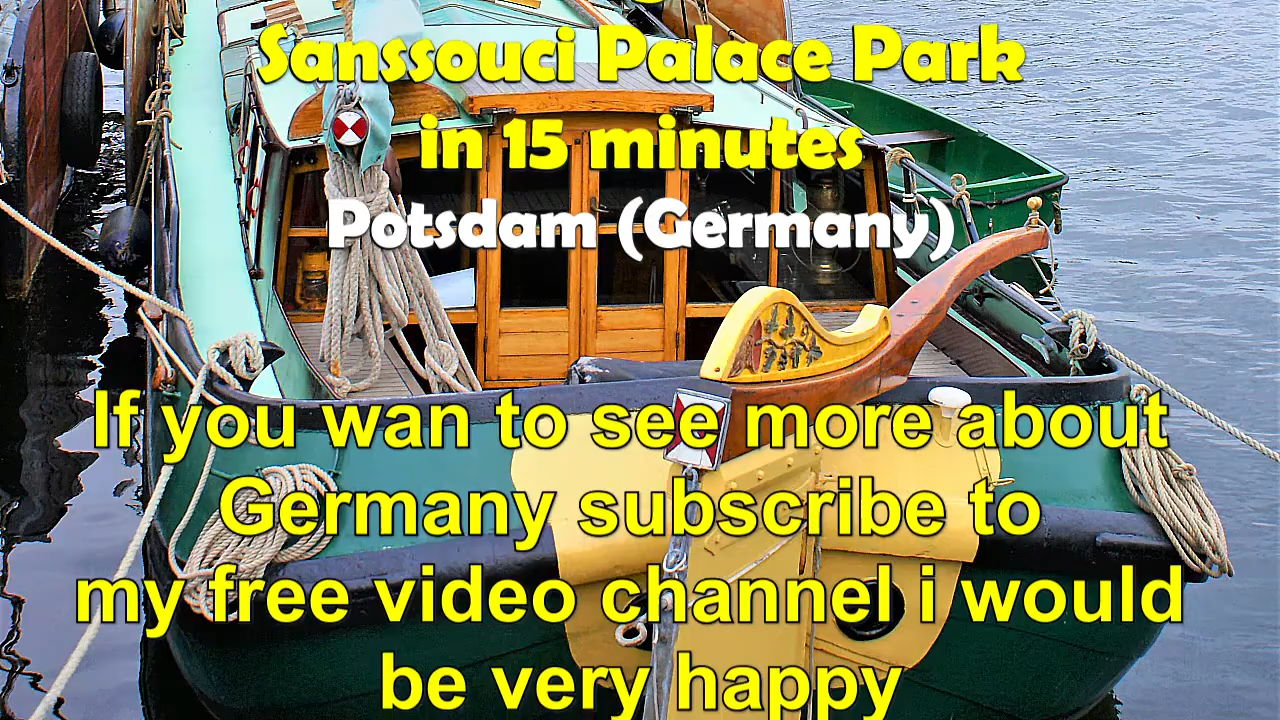 Sanssouci Palace Park
in 15 minutes
Potsdam (Germany)
If you wan to see more about
Germany subscribe to
my free video channel i would
be very happy